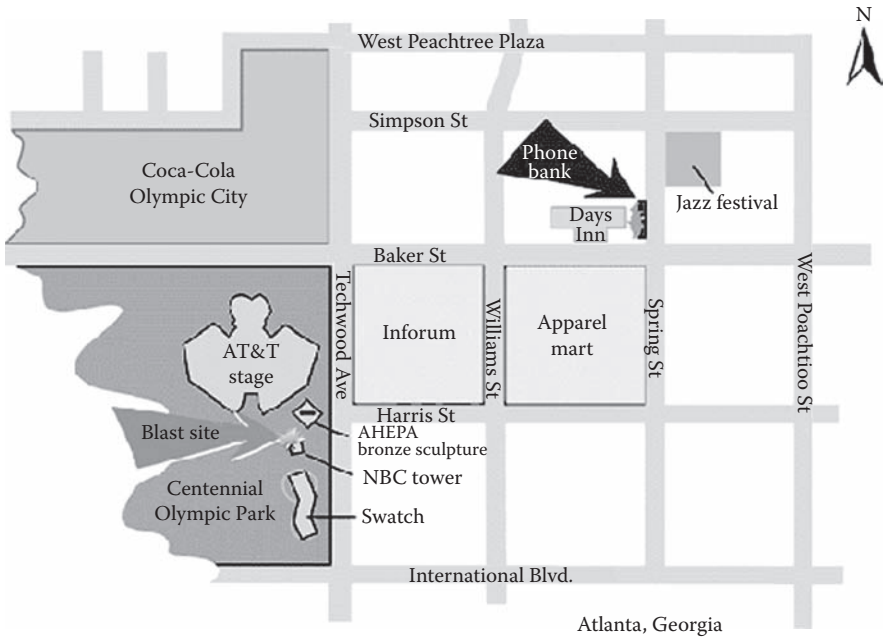 N
West Peachtree Plaza
Simpson St
Phone
bank
Coca-Cola
Olympic City
Jazz festival
Days
Inn
Baker St
Techwood Ave
Williams St
Spring St
West Poachtioo St
Inforum
Apparel
mart
AT&T
stage
Harris St
Blast site
AHEPA
bronze sculpture
NBC tower
Centennial
Olympic Park
Swatch
International Blvd.
Atlanta, Georgia